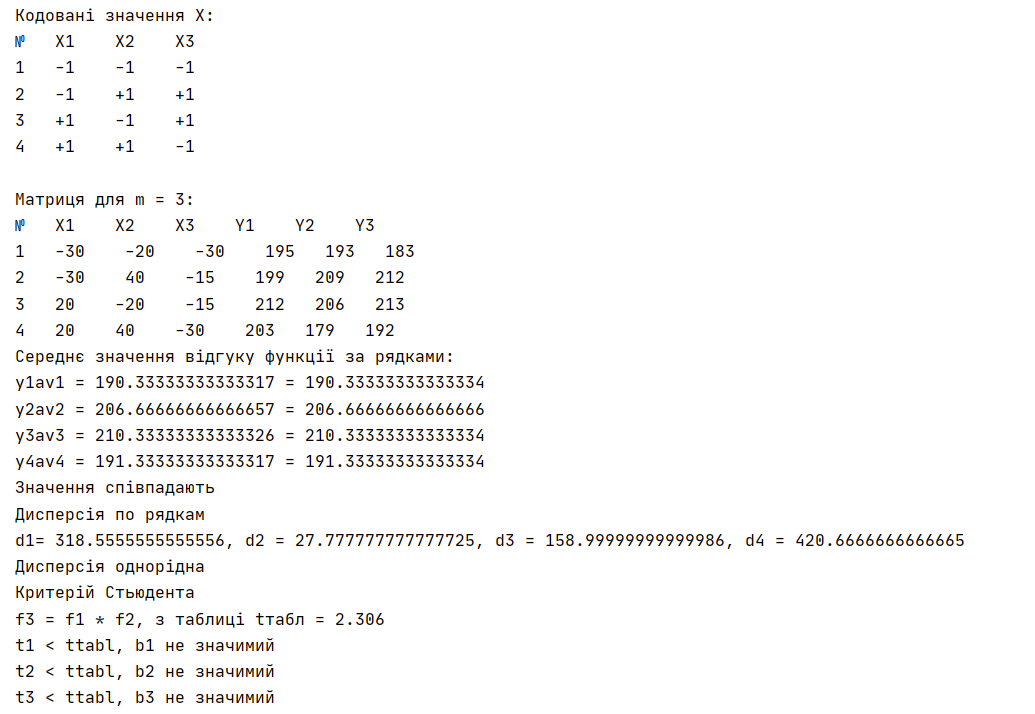 Кодовані значення X:
№ X1 X2 X3
1 -1 -1 -1
2 -1 +1 +1
3 +1 -1 +1
4 +1 +1 -1
Матриця для m = 3:
№ X1 X2 X3 Y1 Y2 Y3
1 -30 -20 -30 195 193 183
2 -30 40 -15 199 209 212
3 20 -20 -15 212 206 213
4 20 40 -30 203 179 192
Середнє значення відгуку функції за рядками:
y1av1 = 190.33333333333317 = 190.33333333333334
y2av2 = 206.66666666666657 = 206.66666666666666
y3av3 = 210.33333333333326 = 210.33333333333334
y4av4 = 191.33333333333317 = 191.33333333333334
Значення співпадають
Дисперсія по рядкам
d1= 318.5555555555556, d2 = 27.777777777777725, d3 = 158.99999999999986, d4 = 420.6666666666665
Дисперсія однорідна
Критерій Стьюдента
f3 = f1 * f2, з таблиці tтабл = 2.306
t1 < ttabl, b1 не значимий
t2 < ttabl, b2 не значимий
t3 < ttabl, b3 не значимий